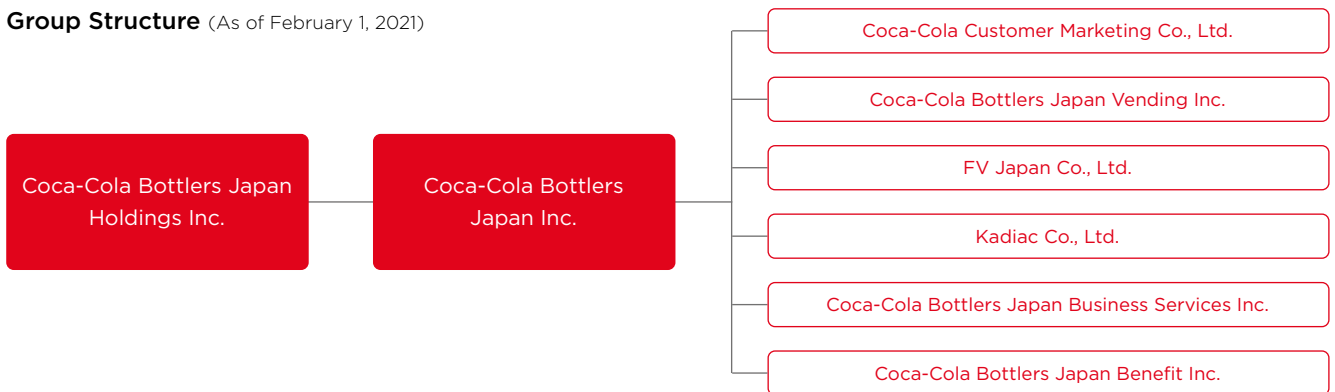 Group Structure (As of February 1, 2021)
Coca-Cola Bottlers Japan
Holdings Inc.
Coca-Cola Bottlers
Japan Inc.
Coca-Cola Customer Marketing Co., Ltd.
Coca-Cola Bottlers Japan Vending Inc.
FV Japan Co., Ltd.
Kadiac Co., Ltd.
Coca-Cola Bottlers Japan Business Services Inc.
Coca-Cola Bottlers Japan Benefit Inc.